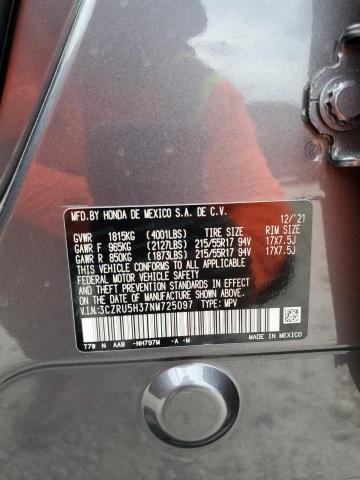 MFD. BY HONDA DE MEXICO S.A. DE C.V. 12/'21
GVWR 1815KG (4001LBS) TIRE SIZE RIM SIZE
GAWR F 965KG (2127LBS) 215/55R17 94V 17X7.5J
GAWR R 850KG (1873LBS) 215/55R17 94V 17X7.5J
THIS VEHICLE CONFORMS TO ALL APPLICABLE
FEDERAL MOTOR VEHICLE SAFETY, BUMPER, AND
THEFT PREVENTION STANDARDS IN EFFECT ON THE
DATE OF MANUFACTURE SHOWN ABOVE.
V.I.N: 3CZRU5H37NM725097 TYPE: MPV
T7W N AA8 -NH797M -A -M
MADE IN MEXICO